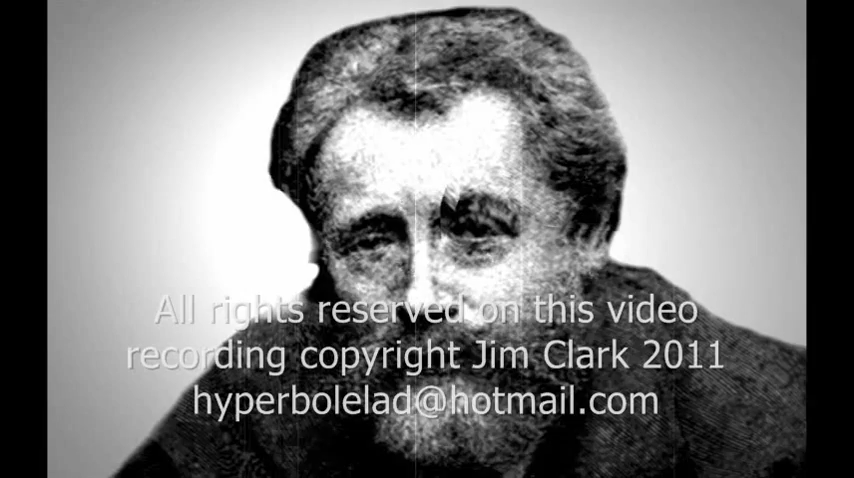 All rights reserved on this video
recording copyright Jim Clark 2011
hyperbolelad@hotmail.com